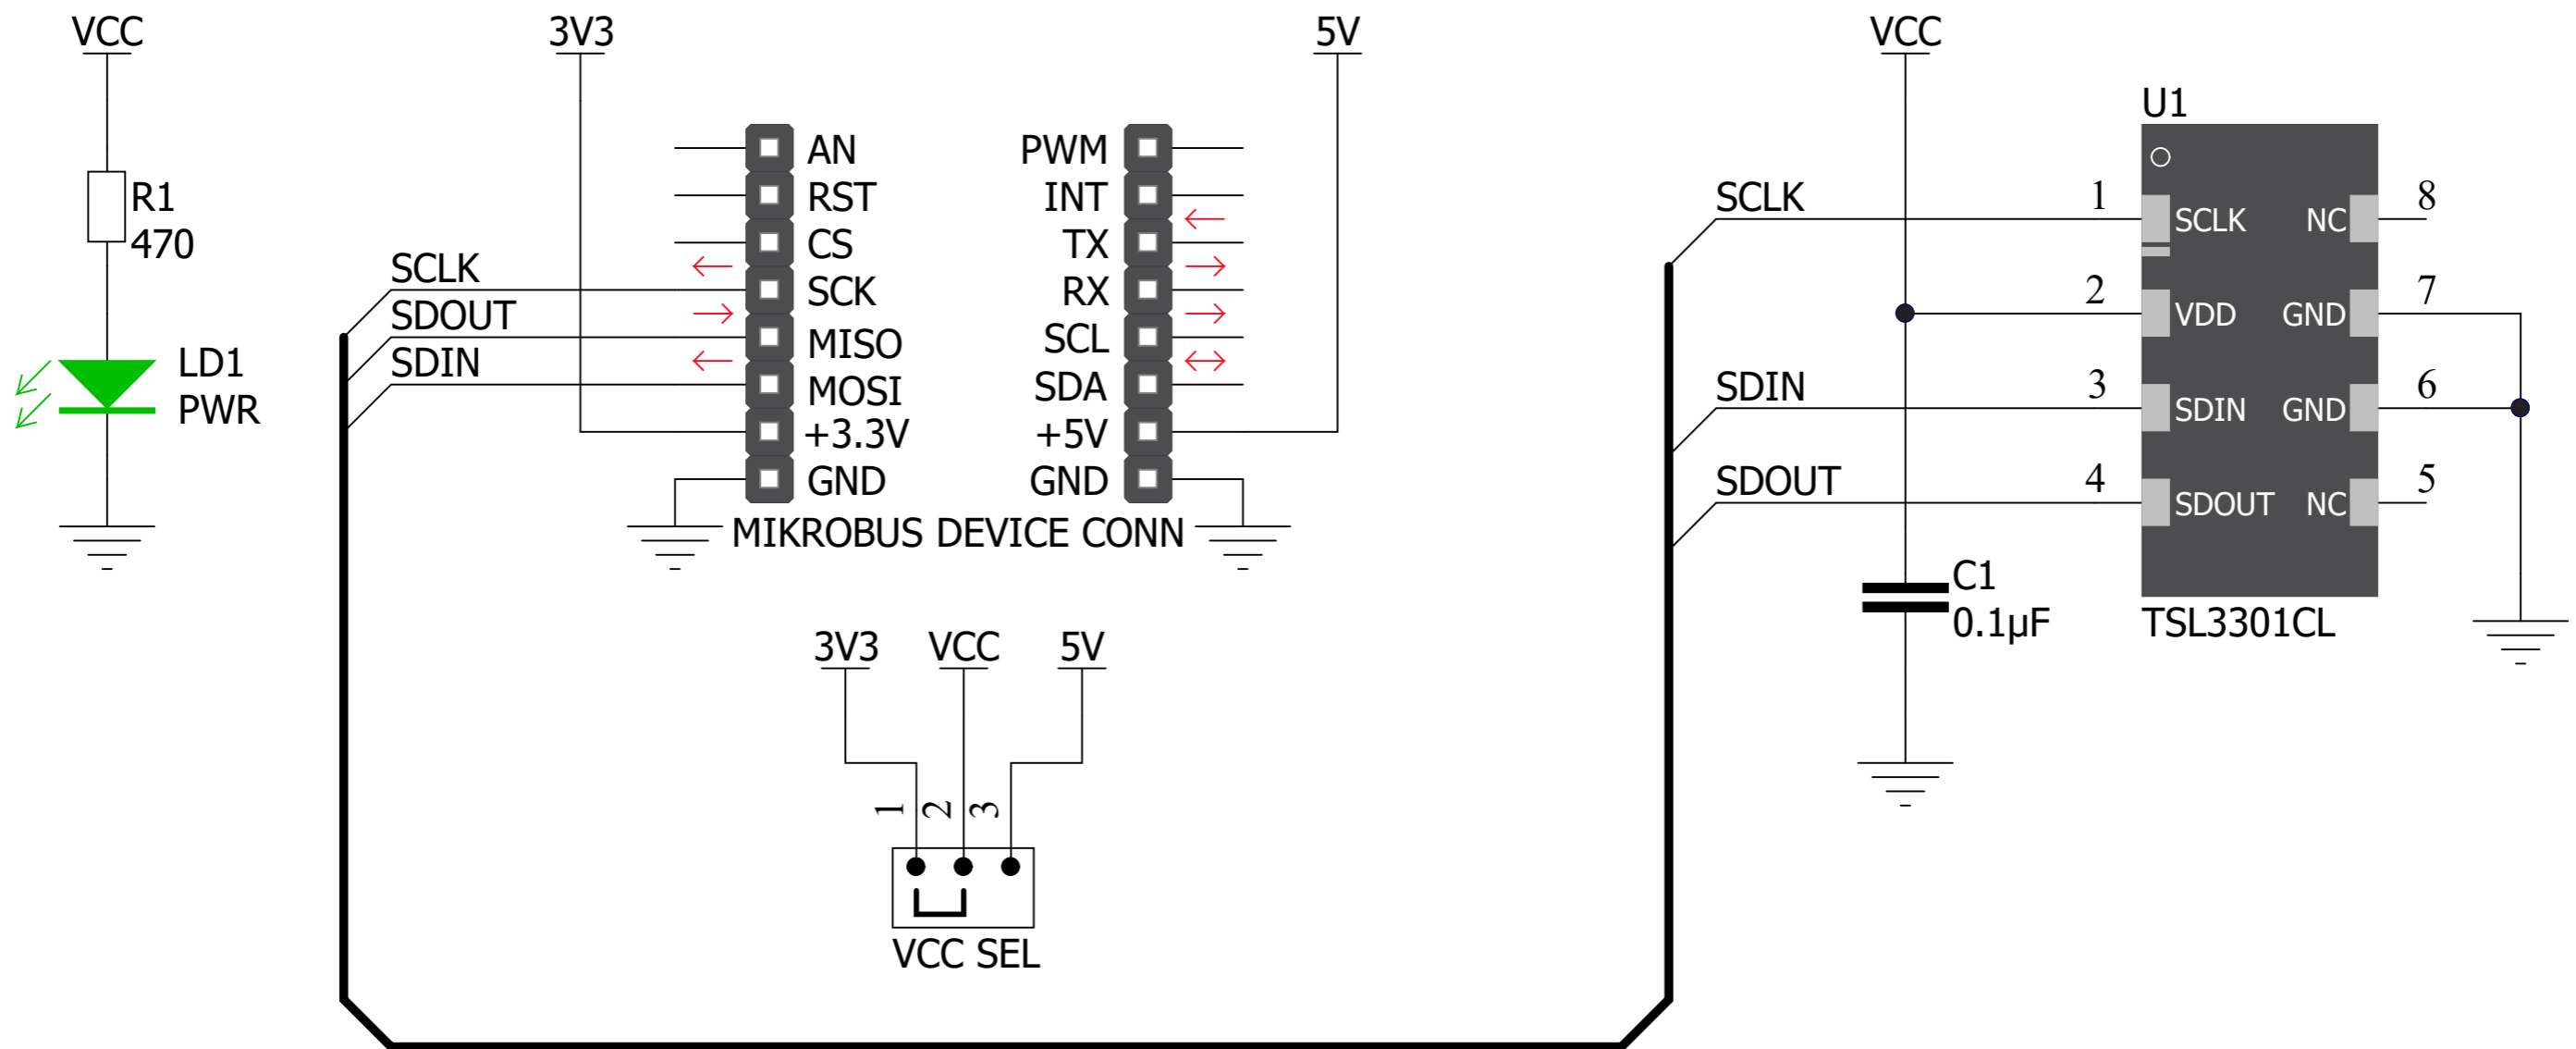 VCC
R1
470
LD1
PWR
3V3
5V
AN
RST
CS
SCK
MISO
MOSI
+3.3V
GND
PWM
INT
TX
RX
SCL
SDA
+5V
GND
SCLK
SDOUT
SDIN
MIKROBUS DEVICE CONN
3V3
VCC
5V
1
2
3
VCC SEL
VCC
C1
0.1µF
U1
SCLK
SDIN
SDOUT
1
2
3
4
SCLK
VDD
SDIN
SDOUT
NC
GND
GND
NC
8
7
6
5
TSL3301CL